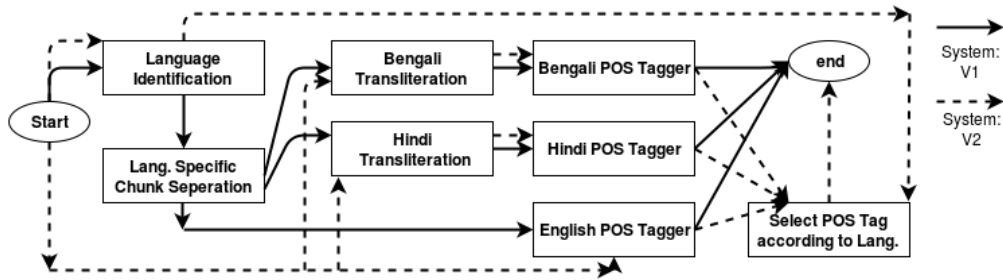 Language
Identification
Bengali
Transliteration
Bengali POS Tagger
end
System:
V1
Start
System:
V2
Lang. Specific
Chunk Seperation
Hindi
Transliteration
Hindi POS Tagger
English POS Tagger
Select POS Tag
according to Lang.